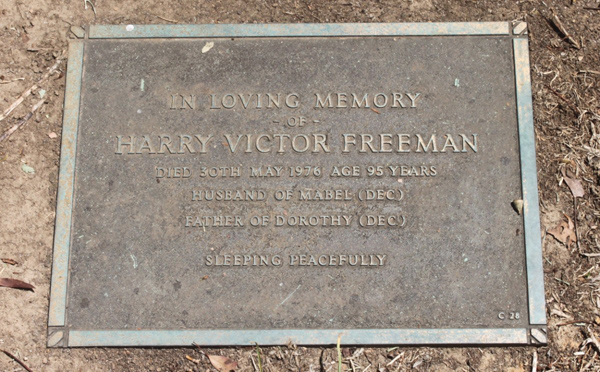 IN LOVING MEMORY
- OF -
HARRY VICTOR FREEMAN
DIED 30TH MAY 1976 AGE 95 YEARS
HUSBAND OF MABEL (DEC)
FATHER OF DOROTHY (DEC)
SLEEPING PEACEFULLY
C 28